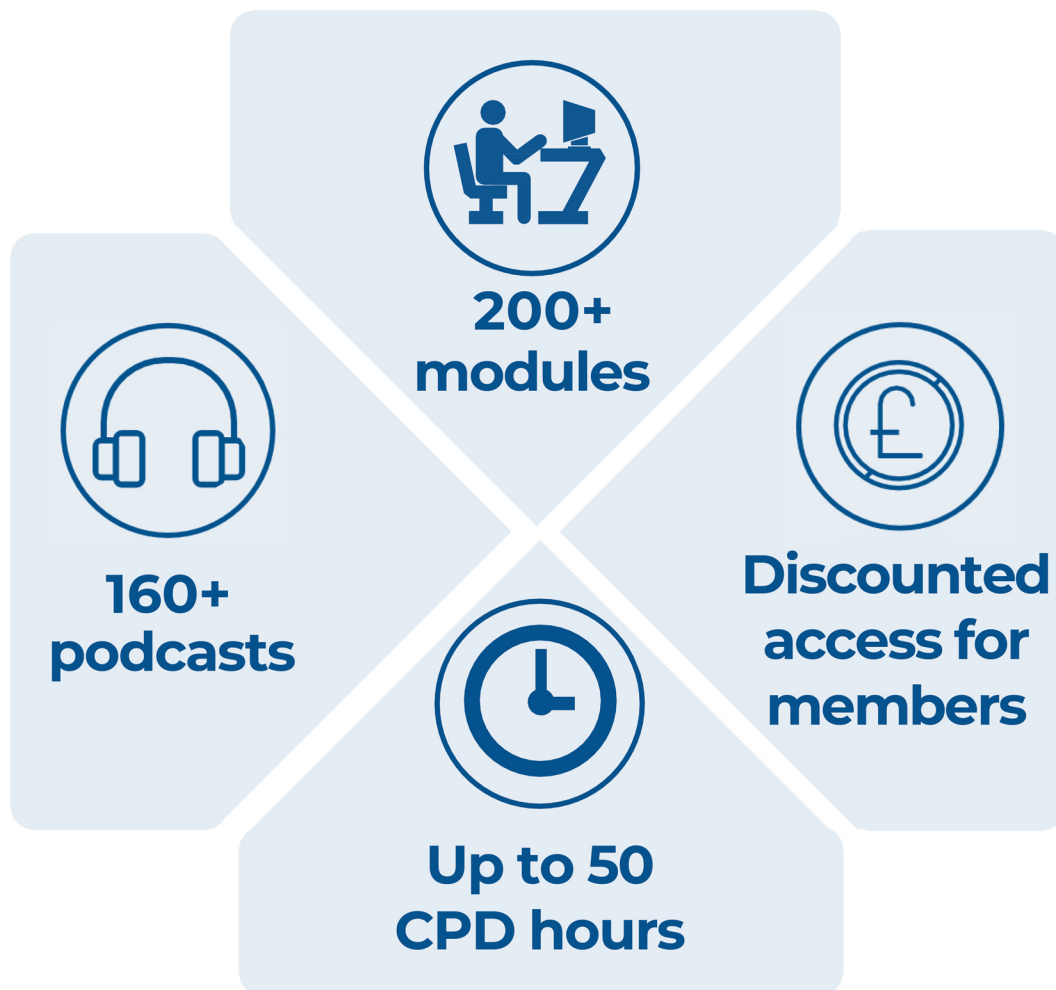 200+
modules
160+
podcasts
£
Discounted
access for
members
Up to 50
CPD hours